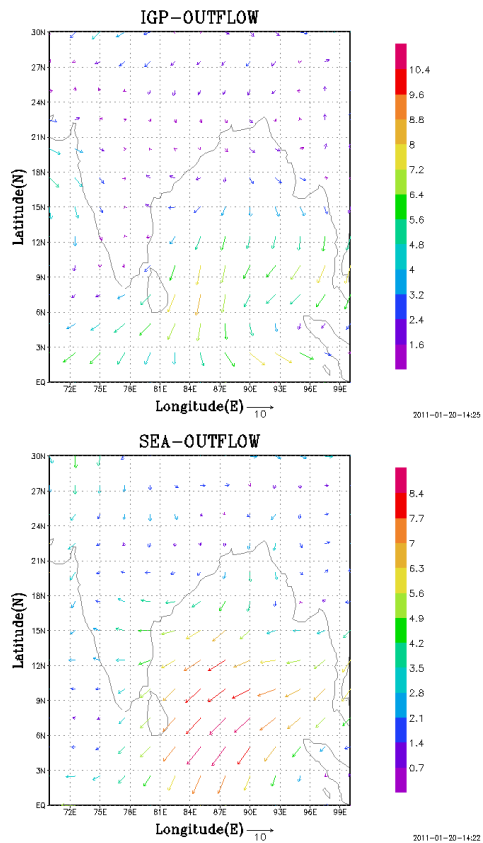 IGP-OUTFLOW
30N
27N
24N
21N
18N
15N
12N
9N
6N
3N
EQ
Latitude(N)
72E 75E 78E 81E 84E 87E 90E 93E 96E 99E
Longitude(E)
10
10.4
9.6
8.8
8
7.2
6.4
5.6
4.8
4
3.2
2.4
1.6
2011-01-20-14:25
SEA-OUTFLOW
30N
27N
24N
21N
18N
15N
12N
9N
6N
3N
EQ
Latitude(N)
72E 75E 78E 81E 84E 87E 90E 93E 96E 99E
Longitude(E)
10
8.4
7.7
7
6.3
5.6
4.9
4.2
3.5
2.8
2.1
1.4
0.7
2011-01-20-14:22